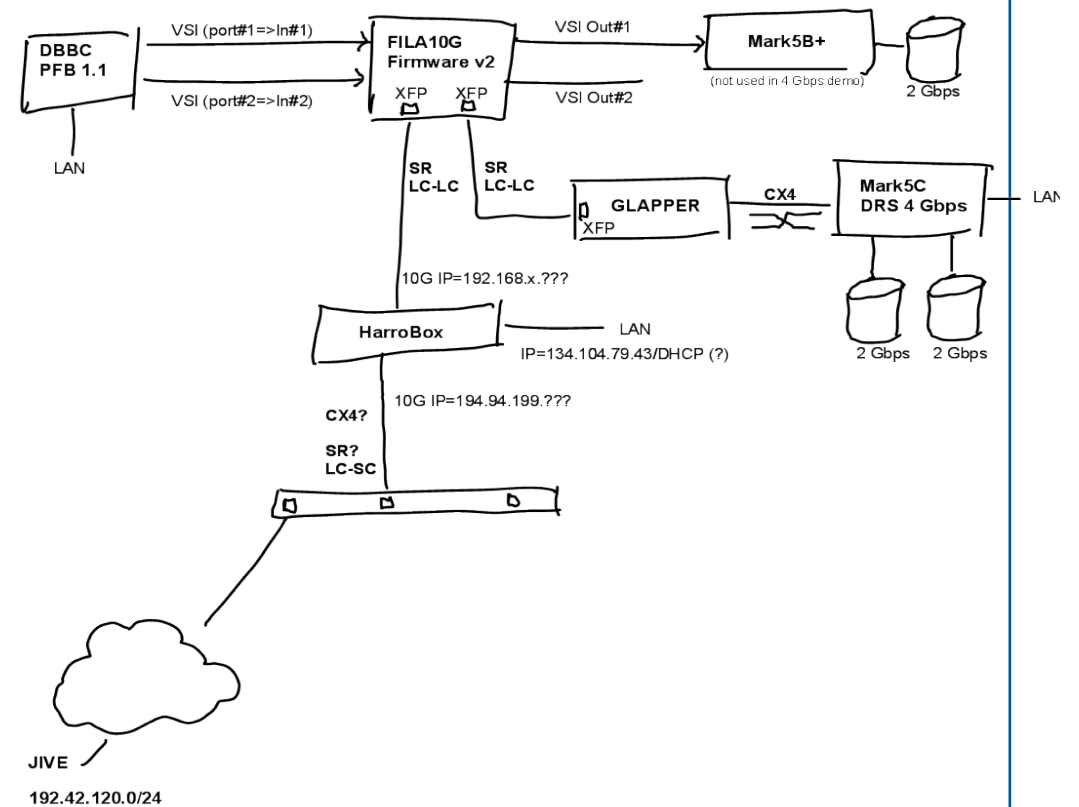 VSI (port#1=>In#1)
DBBC
PFB 1.1
VSI (port#2=>In#2)
LAN
FILA10G
Firmware v2
XFP
XFP
VSI Out#1
VSI Out#2
Mark5B+
(not used in 4 Gbps demo)
2 Gbps
SR
LC-LC
SR
LC-LC
GLAPPER
XFP
CX4
Mark5C
DRS 4 Gbps
LAN
2 Gbps
2 Gbps
10G IP=192.168.x.???
HarroBox
LAN
IP=134.104.79.43/DHCP (?)
10G IP=194.94.199.???
CX4?
SR?
LC-SC
JIVE
192.42.120.0/24